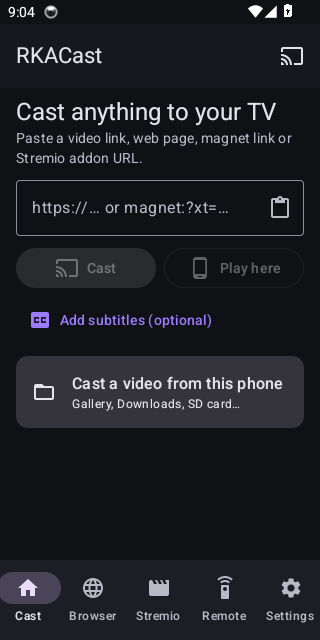 9:04
RKACast
Cast anything to your TV
Paste a video link, web page, magnet link or
Stremio addon URL.
https://… or magnet:?xt=…
Cast
Play here
CC
Add subtitles (optional)
Cast a video from this phone
Gallery, Downloads, SD card…
Cast
Browser
Stremio
Remote
Settings